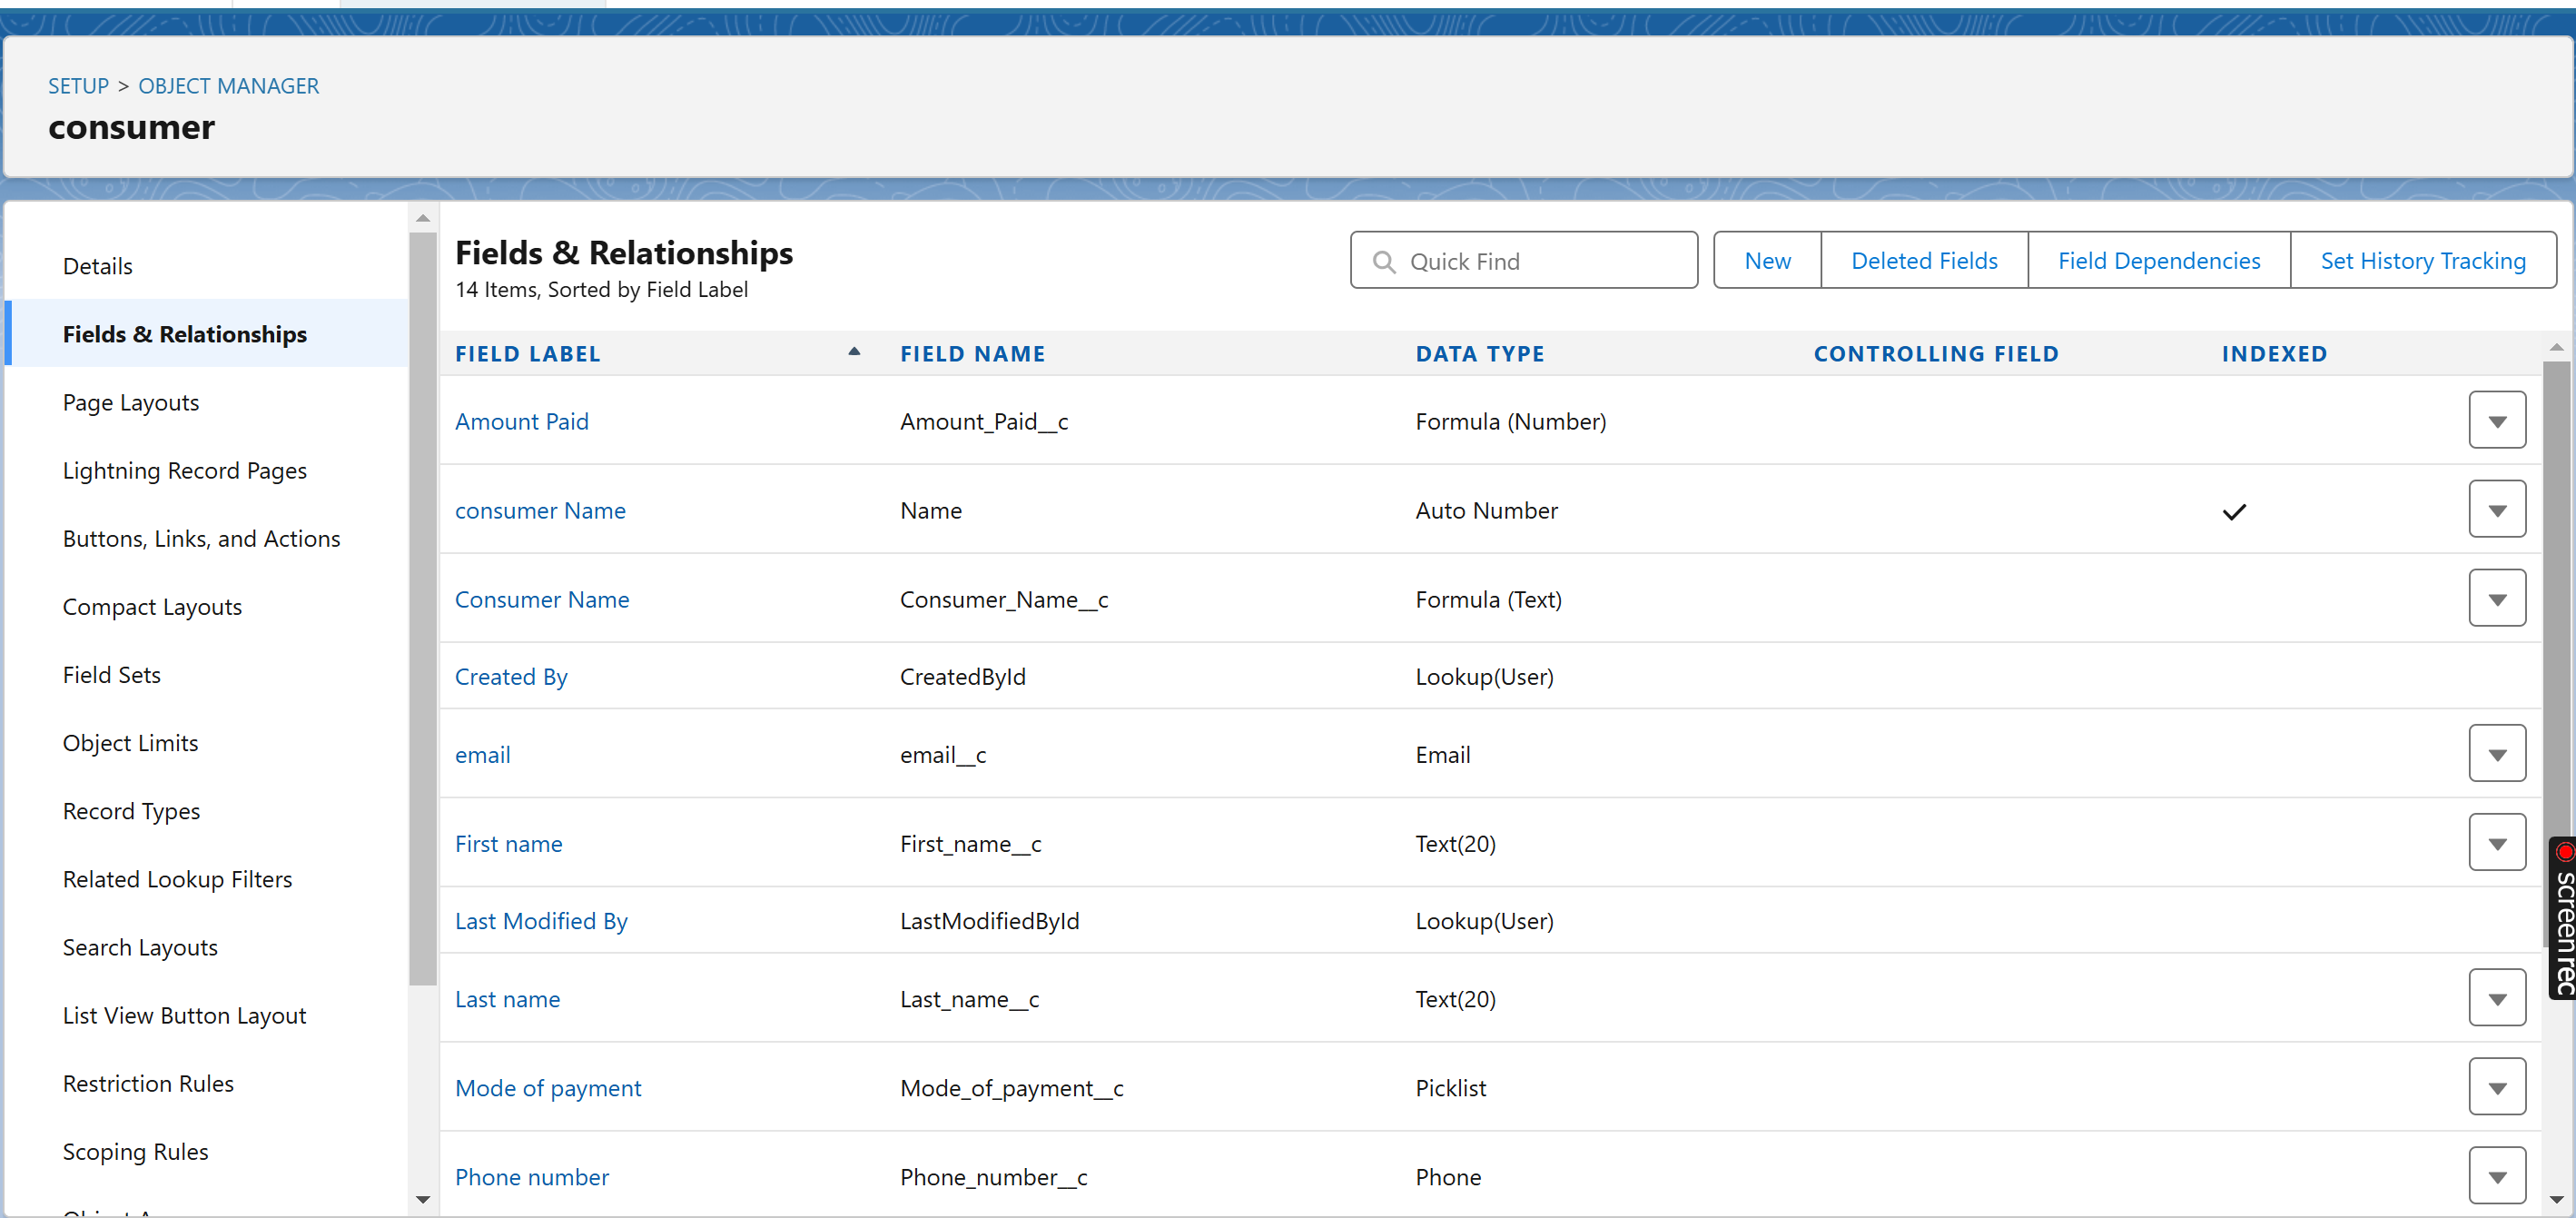 SETUP > OBJECT MANAGER
consumer
Details
Fields & Relationships
Page Layouts
Lightning Record Pages
Buttons, Links, and Actions
Compact Layouts
Field Sets
Object Limits
Record Types
Related Lookup Filters
Search Layouts
List View Button Layout
Restriction Rules
Scoping Rules
Fields & Relationships
14 Items, Sorted by Field Label
Quick Find
New Deleted Fields Field Dependencies Set History Tracking
FIELD LABEL FIELD NAME DATA TYPE CONTROLLING FIELD INDEXED
Amount Paid Amount_Paid__c Formula (Number)
consumer Name Name Auto Number
Consumer Name Consumer_Name__c Formula (Text)
Created By CreatedById Lookup(User)
email email__c Email
First name First_name__c Text(20)
Last Modified By LastModifiedById Lookup(User)
Last name Last_name__c Text(20)
Mode of payment Mode_of_payment__c Picklist
Phone number Phone_number__c Phone
screenrec